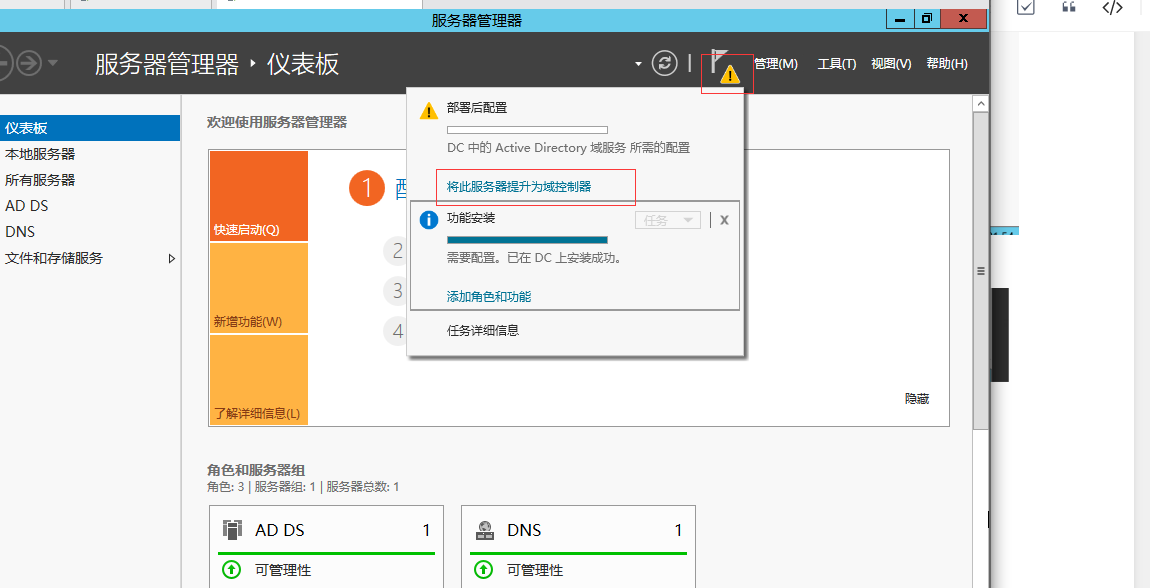 服务器管理器
服务器管理器 · 仪表板
管理(M) 工具(T) 视图(V) 帮助(H)
仪表板
本地服务器
所有服务器
AD DS
DNS
文件和存储服务
欢迎使用服务器管理器
快速启动(Q)
新增功能(W)
了解详细信息(L)
1
2
3
4
部署后配置
DC 中的 Active Directory 域服务 所需的配置
将此服务器提升为域控制器
功能安装
任务
X
需要配置。已在 DC 上安装成功。
添加角色和功能
任务详细信息
隐藏
角色和服务器组
角色: 3 | 服务器组: 1 | 服务器总数: 1
AD DS 1
可管理性
DNS 1
可管理性